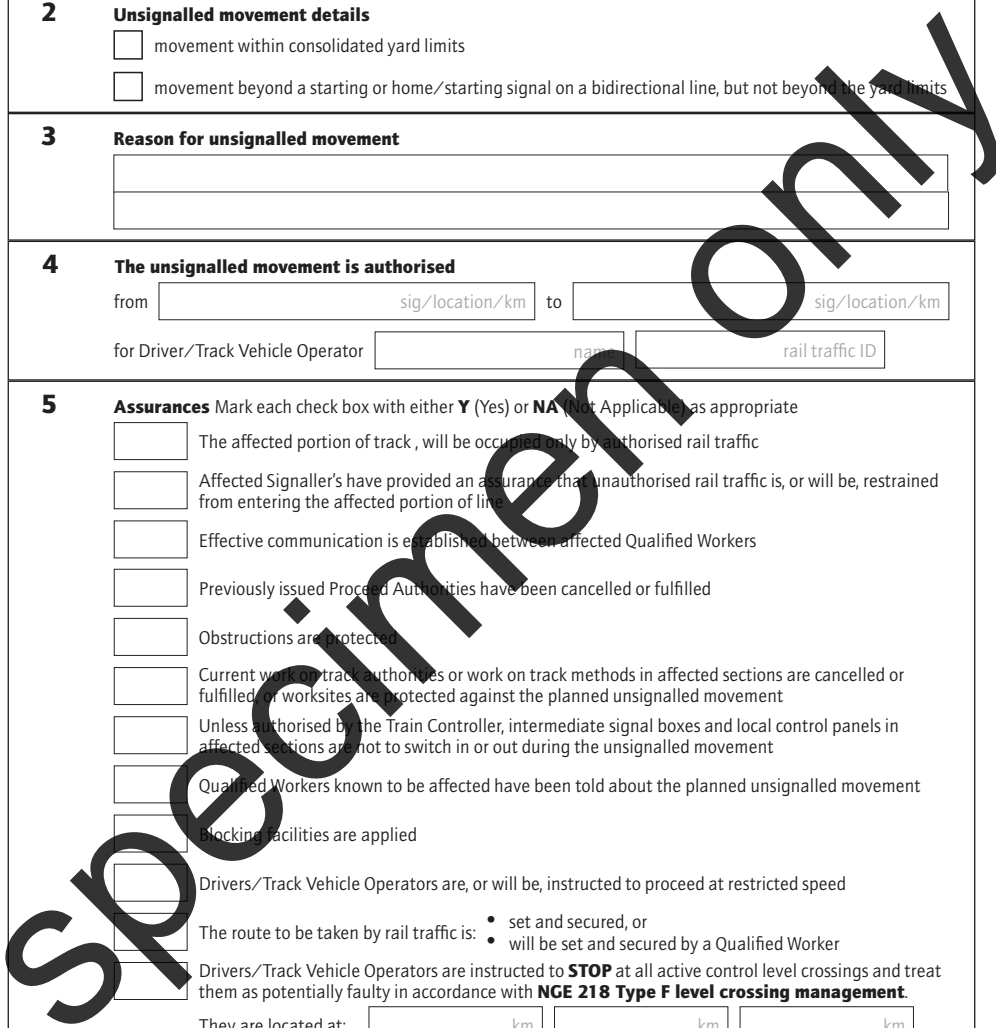 2 Unsignalled movement details
movement within consolidated yard limits
movement beyond a starting or home/starting signal on a bidirectional line, but not beyond the yard limits
3 Reason for unsignalled movement
4 The unsignalled movement is authorised
from sig/location/km to sig/location/km
for Driver/Track Vehicle Operator name rail traffic ID
5 Assurances Mark each check box with either Y (Yes) or NA (Not Applicable) as appropriate
The affected portion of track , will be occupied only by authorised rail traffic
Affected Signaller's have provided an assurance that unauthorised rail traffic is, or will be, restrained
from entering the affected portion of line
Effective communication is established between affected Qualified Workers
Previously issued Proceed Authorities have been cancelled or fulfilled
Obstructions are protected
Current work on track authorities or work on track methods in affected sections are cancelled or
fulfilled, or worksites are protected against the planned unsignalled movement
Unless authorised by the Train Controller, intermediate signal boxes and local control panels in
affected sections are not to switch in or out during the unsignalled movement
Qualified Workers known to be affected have been told about the planned unsignalled movement
Blocking facilities are applied
Drivers/Track Vehicle Operators are, or will be, instructed to proceed at restricted speed
The route to be taken by rail traffic is: • set and secured, or
• will be set and secured by a Qualified Worker
Drivers/Track Vehicle Operators are instructed to STOP at all active control level crossings and treat
them as potentially faulty in accordance with NGE 218 Type F level crossing management.
They are located at: km km km
Specimen only